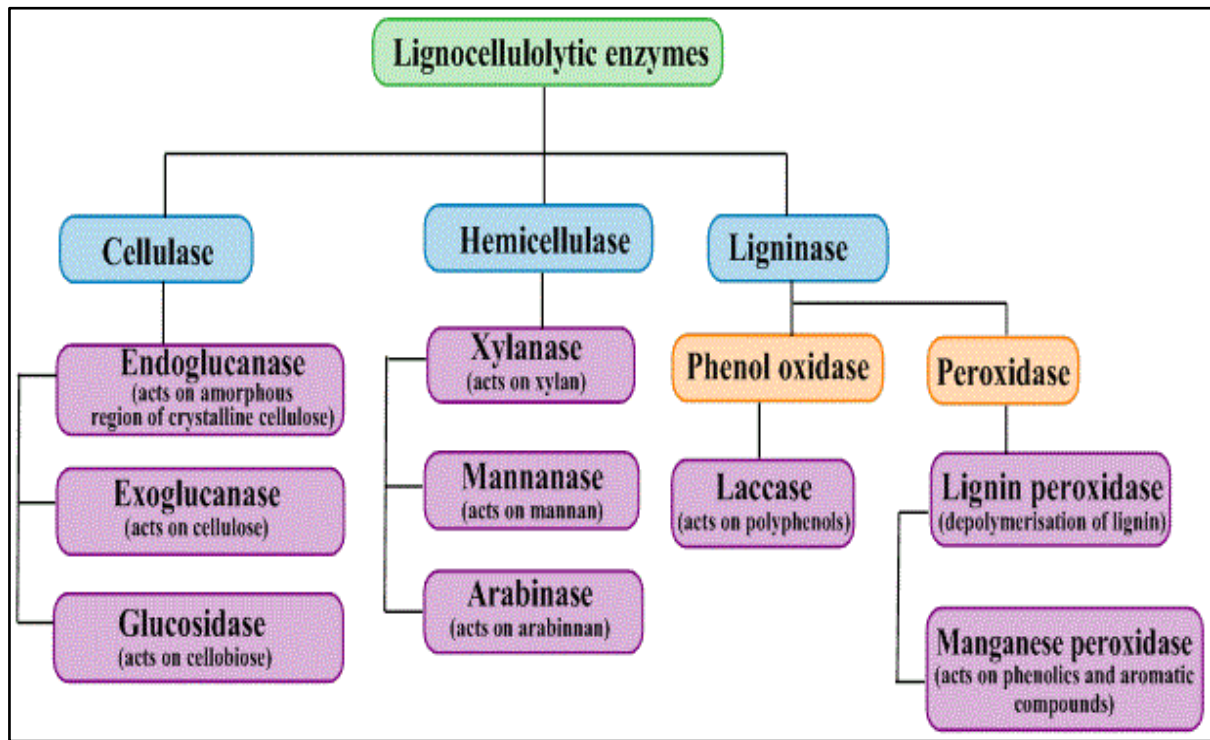 Lignocellulolytic enzymes
Cellulase
Hemicellulase
Ligninase
Endoglucanase
(acts on amorphous
region of crystalline cellulose)
Exoglucanase
(acts on cellulose)
Glucosidase
(acts on cellobiose)
Xylanase
(acts on xylan)
Mannanase
(acts on mannan)
Arabinase
(acts on arabinnan)
Phenol oxidase
Peroxidase
Laccase
(acts on polyphenols)
Lignin peroxidase
(depolymerisation of lignin)
Manganese peroxidase
(acts on phenolics and aromatic
compounds)